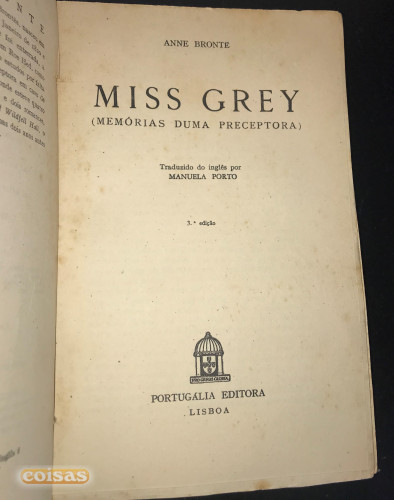 N T E
ANNE BRONTE
MISS GREY
(MEMÓRIAS DUMA PRECEPTORA)
Traduzido do inglês por
MANUELA PORTO
3.ª edição
PORTUGÁLIA EDITORA
LISBOA
coisas